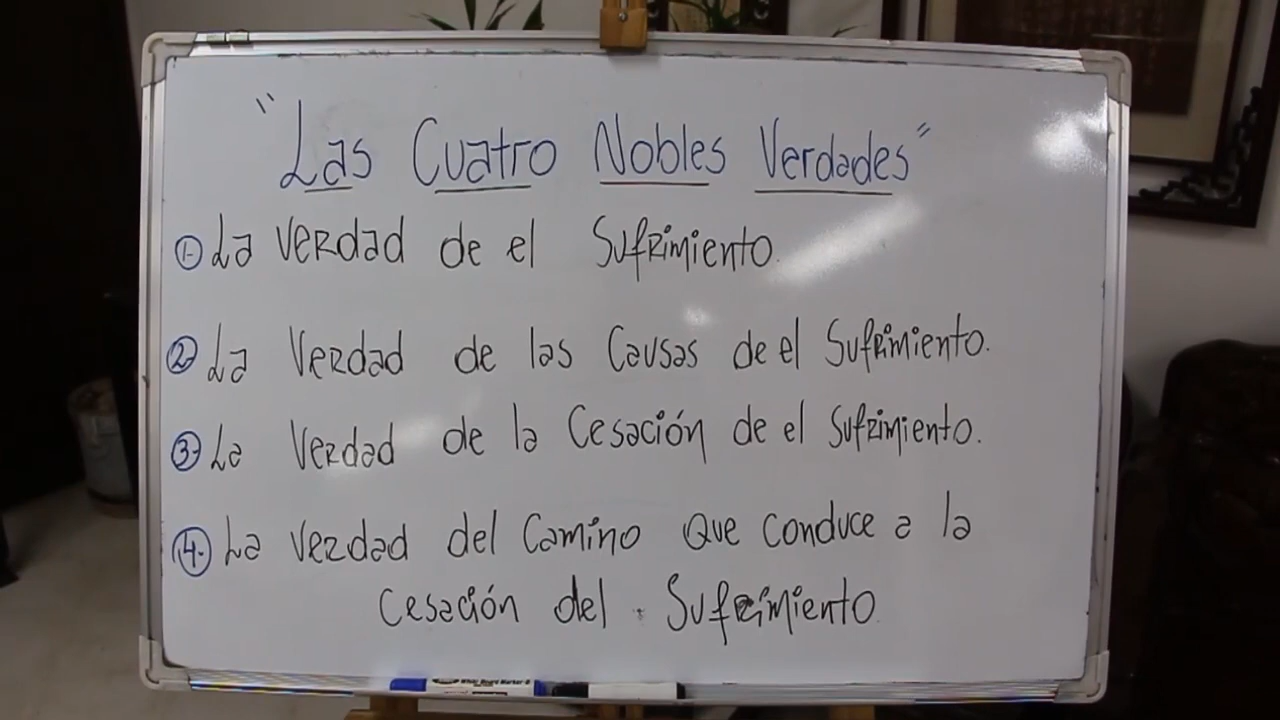 "Las Cuatro Nobles Verdades"
1- La Verdad de el Sufrimiento.
2- La Verdad de las Causas de el Sufrimiento.
3- La Verdad de la Cesación de el Sufrimiento.
4- La Verdad del Camino Que Conduce a la
Cesación del Sufrimiento.